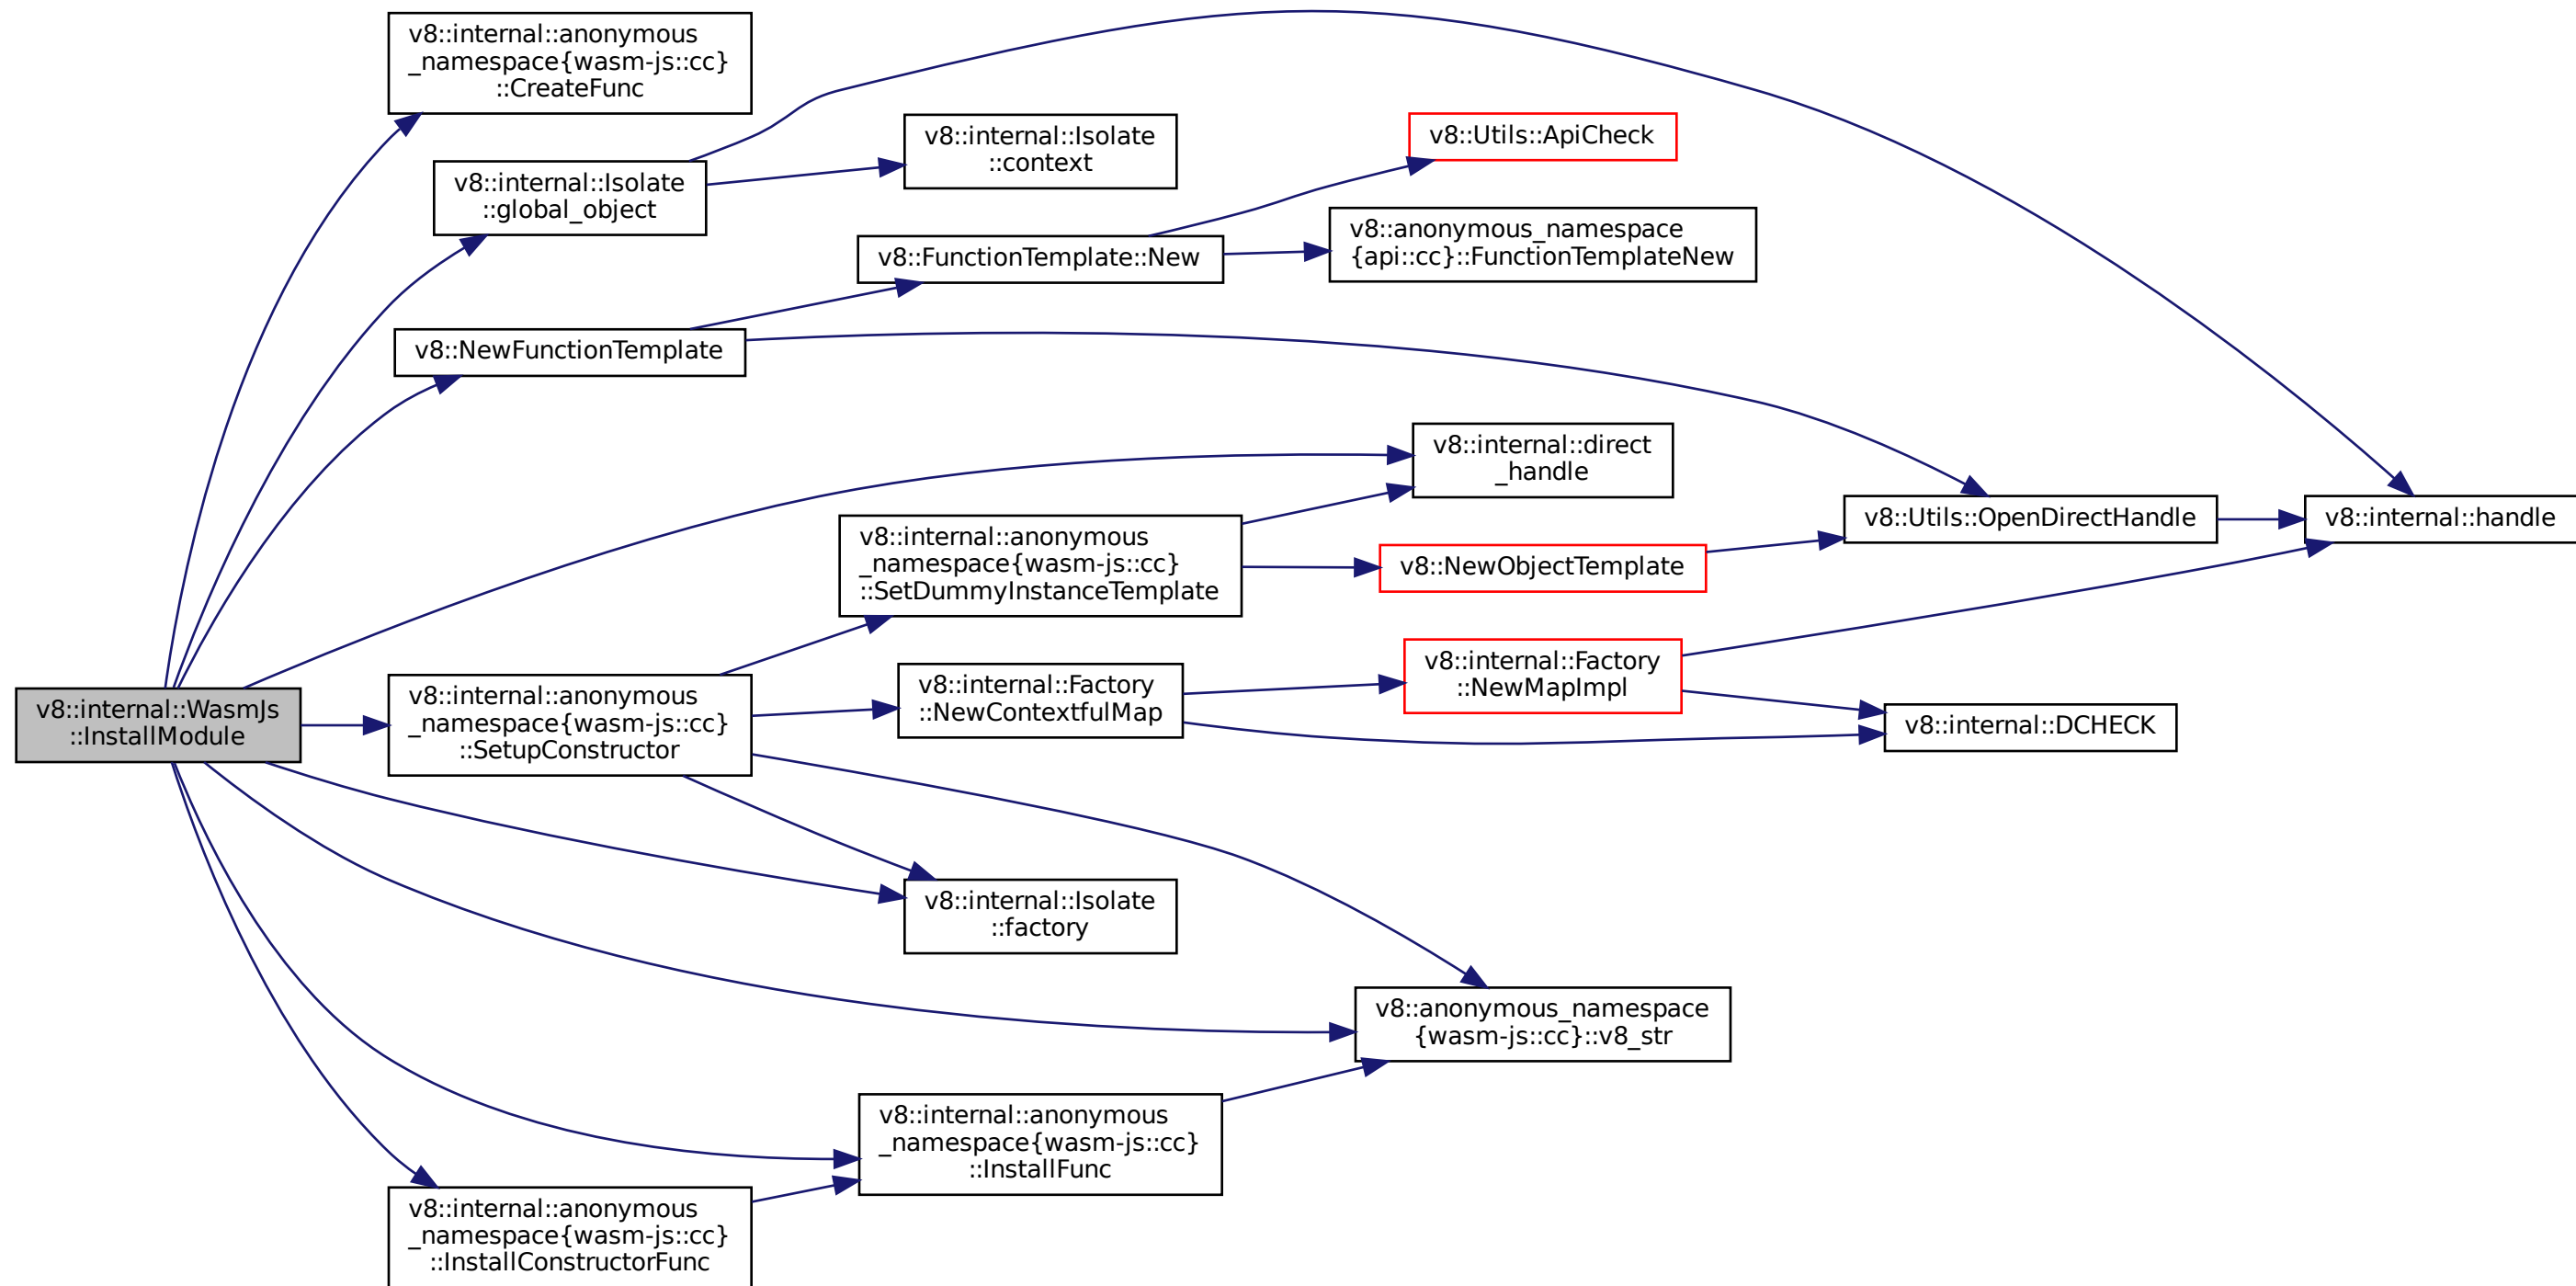 v8::internal::WasmJs
::InstallModule
v8::internal::anonymous
_namespace{wasm-js::cc}
::CreateFunc
v8::internal::Isolate
::global_object
v8::internal::Isolate
::context
v8::internal::handle
v8::NewFunctionTemplate
v8::FunctionTemplate::New
v8::Utils::ApiCheck
v8::anonymous_namespace
{api::cc}::FunctionTemplateNew
v8::Utils::OpenDirectHandle
v8::internal::direct
_handle
v8::internal::anonymous
_namespace{wasm-js::cc}
::SetupConstructor
v8::internal::anonymous
_namespace{wasm-js::cc}
::SetDummyInstanceTemplate
v8::NewObjectTemplate
v8::internal::Factory
::NewContextfulMap
v8::internal::Factory
::NewMapImpl
v8::internal::DCHECK
v8::internal::Isolate
::factory
v8::anonymous_namespace
{wasm-js::cc}::v8_str
v8::internal::anonymous
_namespace{wasm-js::cc}
::InstallFunc
v8::internal::anonymous
_namespace{wasm-js::cc}
::InstallConstructorFunc